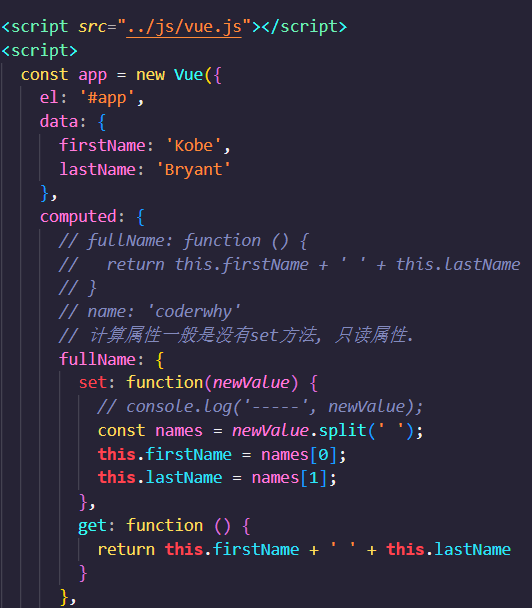 <script src="../js/vue.js"></script>
<script>
  const app = new Vue({
    el: '#app',
    data: {
      firstName: 'Kobe',
      lastName: 'Bryant'
    },
    computed: {
      // fullName: function () {
      //   return this.firstName + ' ' + this.lastName
      // }
      // name: 'coderwhy'
      // 计算属性一般是没有set方法, 只读属性.
      fullName: {
        set: function(newValue) {
          // console.log('-----', newValue);
          const names = newValue.split(' ');
          this.firstName = names[0];
          this.lastName = names[1];
        },
        get: function () {
          return this.firstName + ' ' + this.lastName
        }
      },